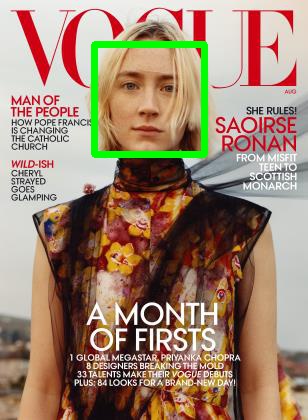 VOGUE
AUG
MAN OF
THE PEOPLE
HOW POPE FRANCIS
IS CHANGING
THE CATHOLIC
CHURCH
WILD-ISH
CHERYL
STRAYED
GOES
GLAMPING
SHE RULES!
SAOIRSE
RONAN
FROM MISFIT
TEEN TO
SCOTTISH
MONARCH
A MONTH
OF FIRSTS
1 GLOBAL MEGASTAR, PRIYANKA CHOPRA
8 DESIGNERS BREAKING THE MOLD
33 TALENTS MAKE THEIR VOGUE DEBUTS
PLUS: 84 LOOKS FOR A BRAND-NEW DAY!